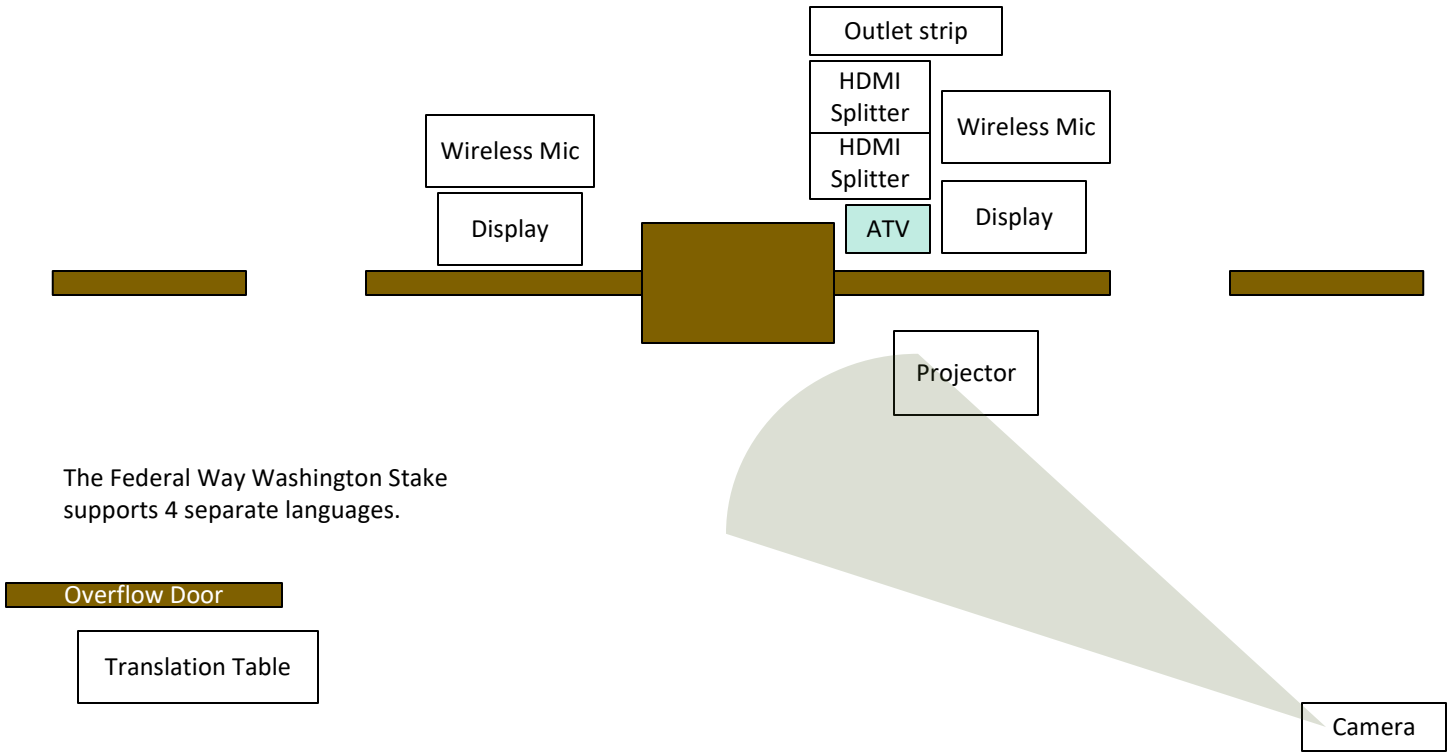 Outlet strip
HDMI
Splitter
Wireless Mic
Wireless Mic
HDMI
Splitter
Display
ATV
Display
Projector
The Federal Way Washington Stake
supports 4 separate languages.
Overflow Door
Translation Table
Camera